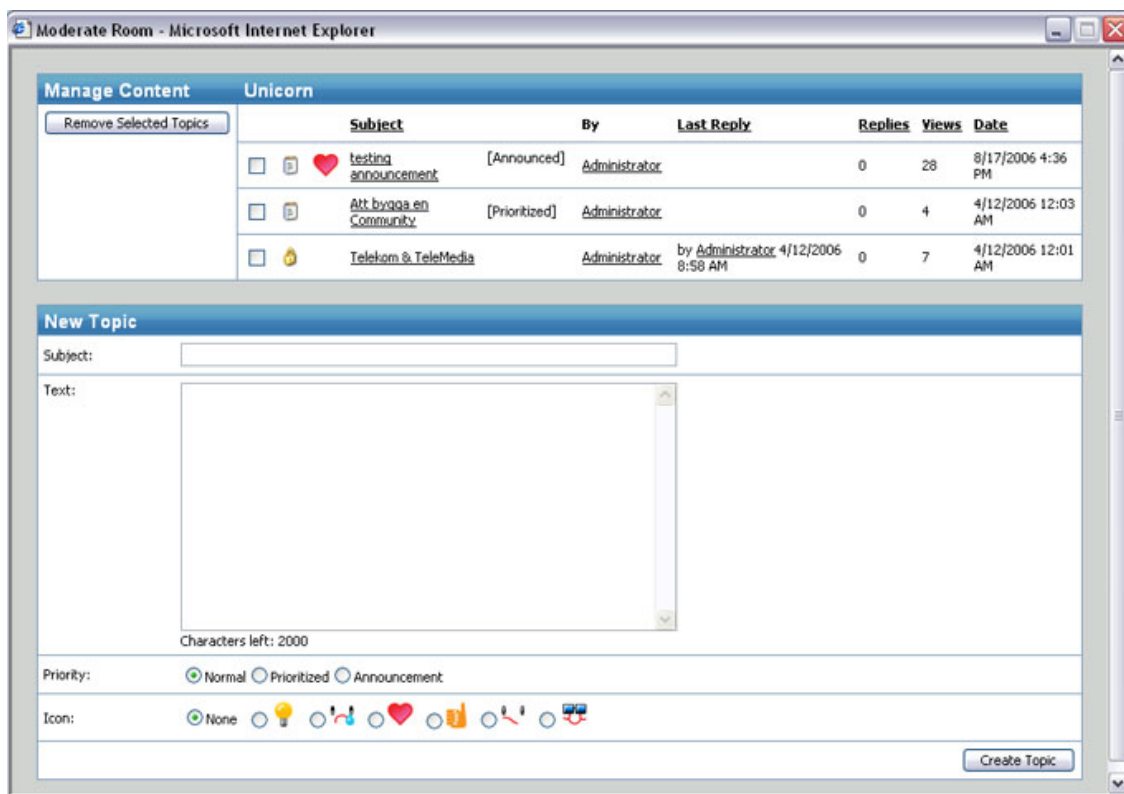 Moderate Room - Microsoft Internet Explorer
Manage Content Unicorn
Remove Selected Topics
Subject By Last Reply Replies Views Date
testing announcement [Announced] Administrator 0 28 8/17/2006 4:36 PM
Att bygga en Community [Prioritized] Administrator 0 4 4/12/2006 12:03 AM
Telekom & TeleMedia Administrator by Administrator 4/12/2006 8:58 AM 0 7 4/12/2006 12:01 AM
New Topic
Subject:
Text:
Characters left: 2000
Priority: Normal Prioritized Announcement
Icon: None
Create Topic